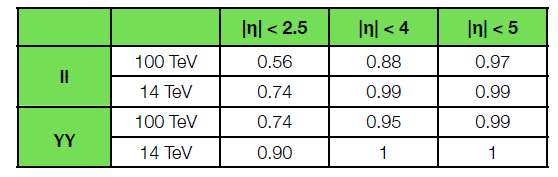 |η| < 2.5 |η| < 4 |η| < 5
ll 100 TeV 0.56 0.88 0.97
14 TeV 0.74 0.99 0.99
YY 100 TeV 0.74 0.95 0.99
14 TeV 0.90 1 1